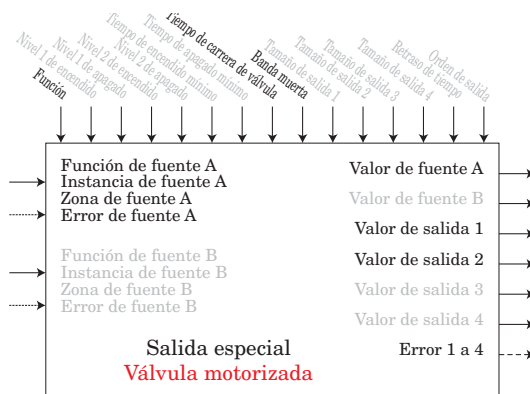 Función
Nivel 1 de encendido
Nivel 1 de apagado
Nivel 2 de encendido
Nivel 2 de apagado
Tiempo de encendido mínimo
Tiempo de apagado mínimo
Tiempo de carrera de válvula
Banda muerta
Tamaño de salida 1
Tamaño de salida 2
Tamaño de salida 3
Tamaño de salida 4
Retraso de tiempo
Orden de salida
Función de fuente A
Instancia de fuente A
Zona de fuente A
Error de fuente A
Función de fuente B
Instancia de fuente B
Zona de fuente B
Error de fuente B
Valor de fuente A
Valor de fuente B
Valor de salida 1
Valor de salida 2
Valor de salida 3
Valor de salida 4
Error 1 a 4
Salida especial
Válvula motorizada